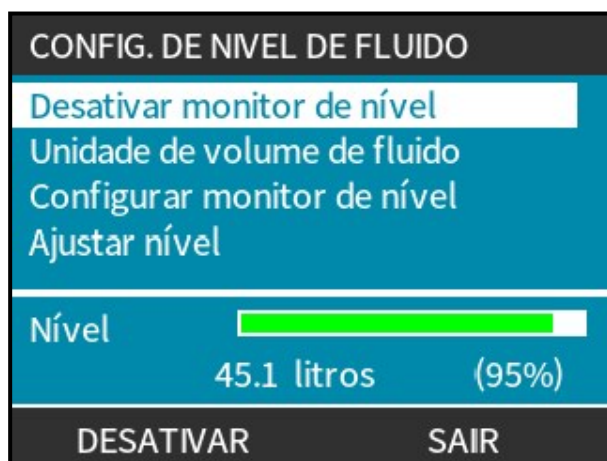 CONFIG. DE NIVEL DE FLUIDO
Desativar monitor de nível
Unidade de volume de fluido
Configurar monitor de nível
Ajustar nível
Nível
45.1 litros (95%)
DESATIVAR SAIR